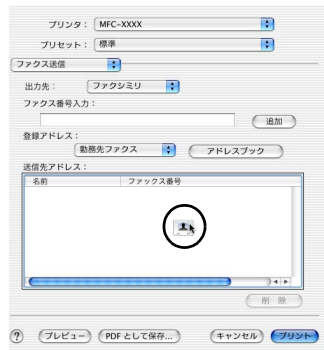 プリンタ： MFC-XXXX
プリセット： 標準
ファクス送信
出力先： ファクシミリ
ファクス番号入力：
追加
登録アドレス：
勤務先ファクス アドレスブック
送信先アドレス：
名前 ファックス番号
削除
? プレビュー PDF として保存... キャンセル プリント